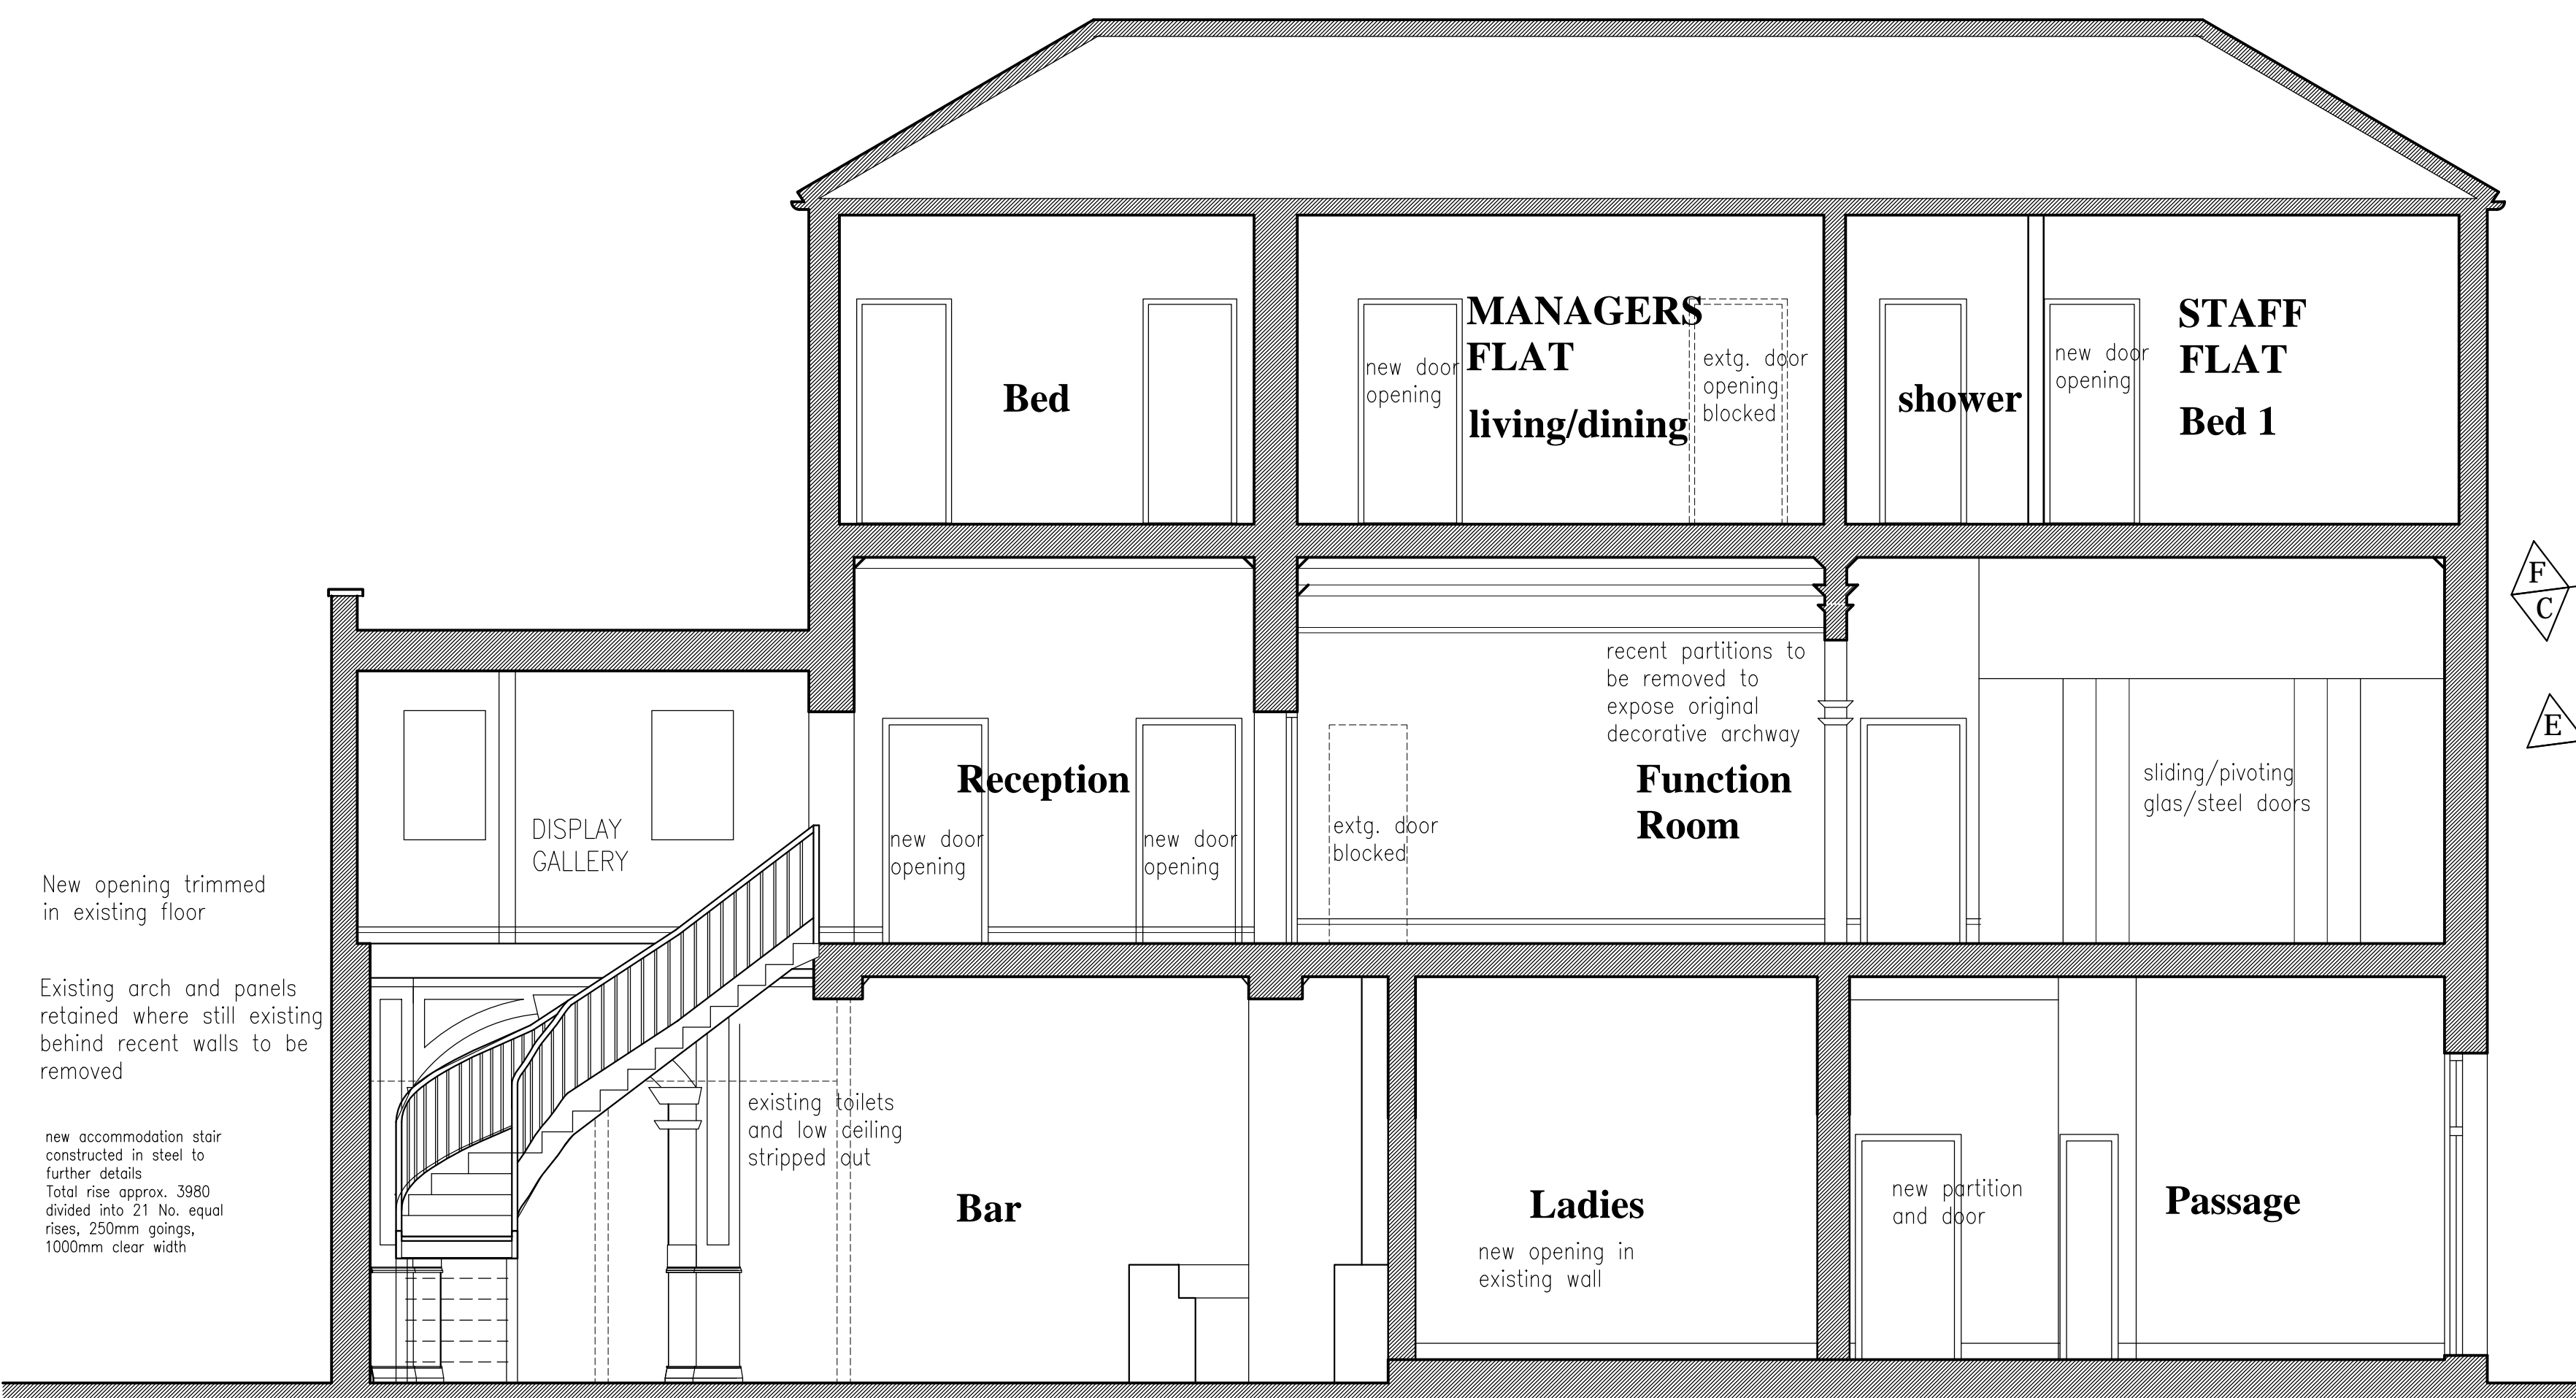 MANAGERS
FLAT
living/dining
new door
opening
extg. door
opening
blocked
Bed
shower
new door
opening
STAFF
FLAT
Bed 1
F
C
E
recent partitions to
be removed to
expose original
decorative archway
Function
Room
Reception
new door
opening
new door
opening
extg. door
blocked
sliding/pivoting
glas/steel doors
DISPLAY
GALLERY
New opening trimmed
in existing floor
Existing arch and panels
retained where still existing
behind recent walls to be
removed
new accommodation stair
constructed in steel to
further details
Total rise approx. 3980
divided into 21 No. equal
rises, 250mm goings,
1000mm clear width
existing toilets
and low ceiling
stripped out
Bar
Ladies
new opening in
existing wall
new partition
and door
Passage